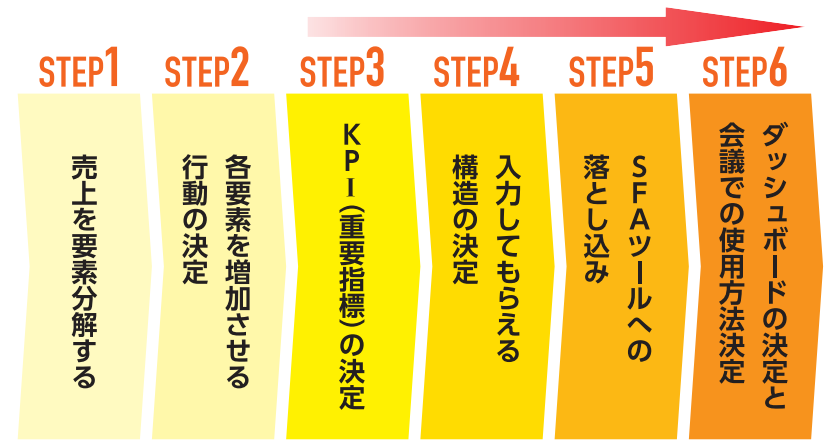 STEP1
売上を要素分解する
STEP2
各要素を増加させる
行動の決定
STEP3
KPI(重要指標)の決定
STEP4
入力してもらえる
構造の決定
STEP5
SFAツールへの
落とし込み
STEP6
ダッシュボードの決定と
会議での使用方法決定